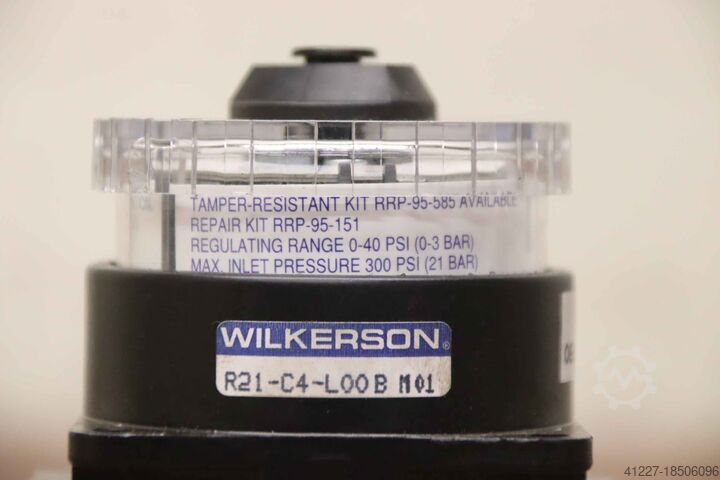 TAMPER-RESISTANT KIT RRP-95-585 AVAILABLE
REPAIR KIT RRP-95-151
REGULATING RANGE 0-40 PSI (0-3 BAR)
MAX. INLET PRESSURE 300 PSI (21 BAR)
WILKERSON®
R21-C4-L00B M01
41227-18506096